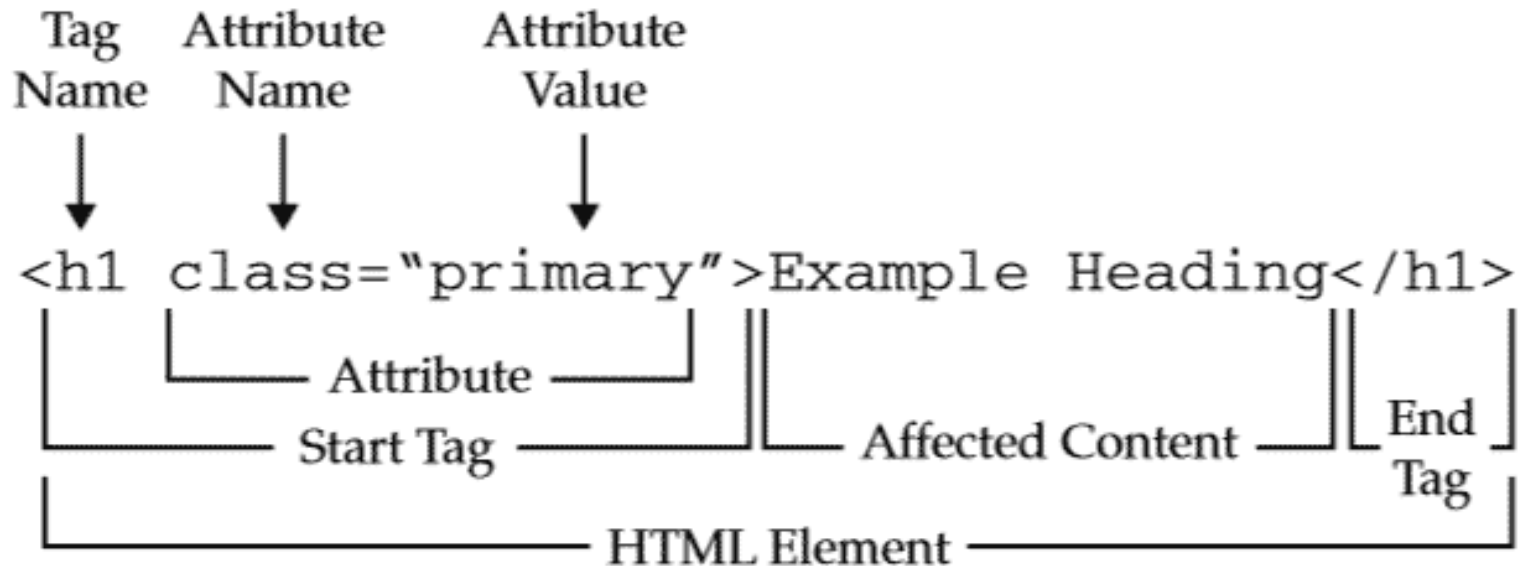 Tag Attribute Attribute
Name Name Value
<h1 class=“primary”>Example Heading</h1>
Attribute
Start Tag Affected Content End
Tag
HTML Element